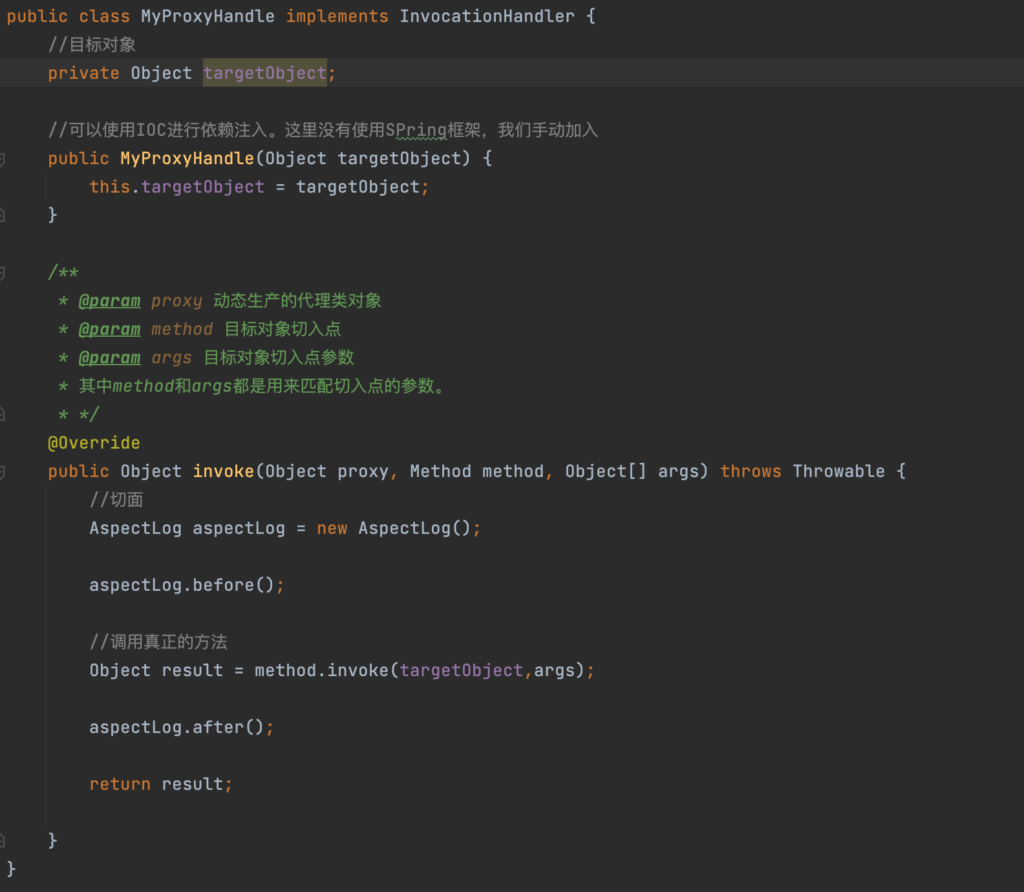 public class MyProxyHandle implements InvocationHandler {
//目标对象
private Object targetObject;
//可以使用IOC进行依赖注入。这里没有使用SPring框架，我们手动加入
public MyProxyHandle(Object targetObject) {
this.targetObject = targetObject;
}
/**
* @param proxy 动态生产的代理类对象
* @param method 目标对象切入点
* @param args 目标对象切入点参数
* 其中method和args都是用来匹配切入点的参数。
* */
@Override
public Object invoke(Object proxy, Method method, Object[] args) throws Throwable {
//切面
AspectLog aspectLog = new AspectLog();
aspectLog.before();
//调用真正的方法
Object result = method.invoke(targetObject,args);
aspectLog.after();
return result;
}
}